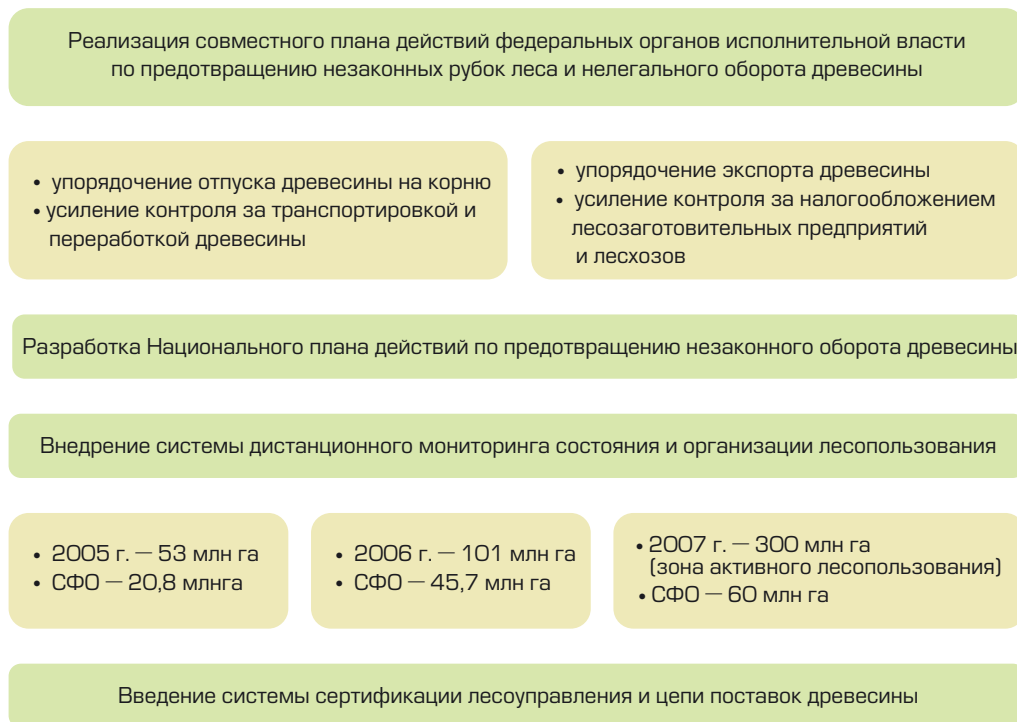 Реализация совместного плана действий федеральных органов исполнительной власти
по предотвращению незаконных рубок леса и нелегального оборота древесины
• упорядочение отпуска древесины на корню
• усиление контроля за транспортировкой и
переработкой древесины
• упорядочение экспорта древесины
• усиление контроля за налогообложением
лесозаготовительных предприятий
и лесхозов
Разработка Национального плана действий по предотвращению незаконного оборота древесины
Внедрение системы дистанционного мониторинга состояния и организации лесопользования
• 2005 г. — 53 млн га
• СФО — 20,8 млнга
• 2006 г. — 101 млн га
• СФО — 45,7 млн га
• 2007 г. — 300 млн га
(зона активного лесопользования)
• СФО — 60 млн га
Введение системы сертификации лесоуправления и цепи поставок древесины